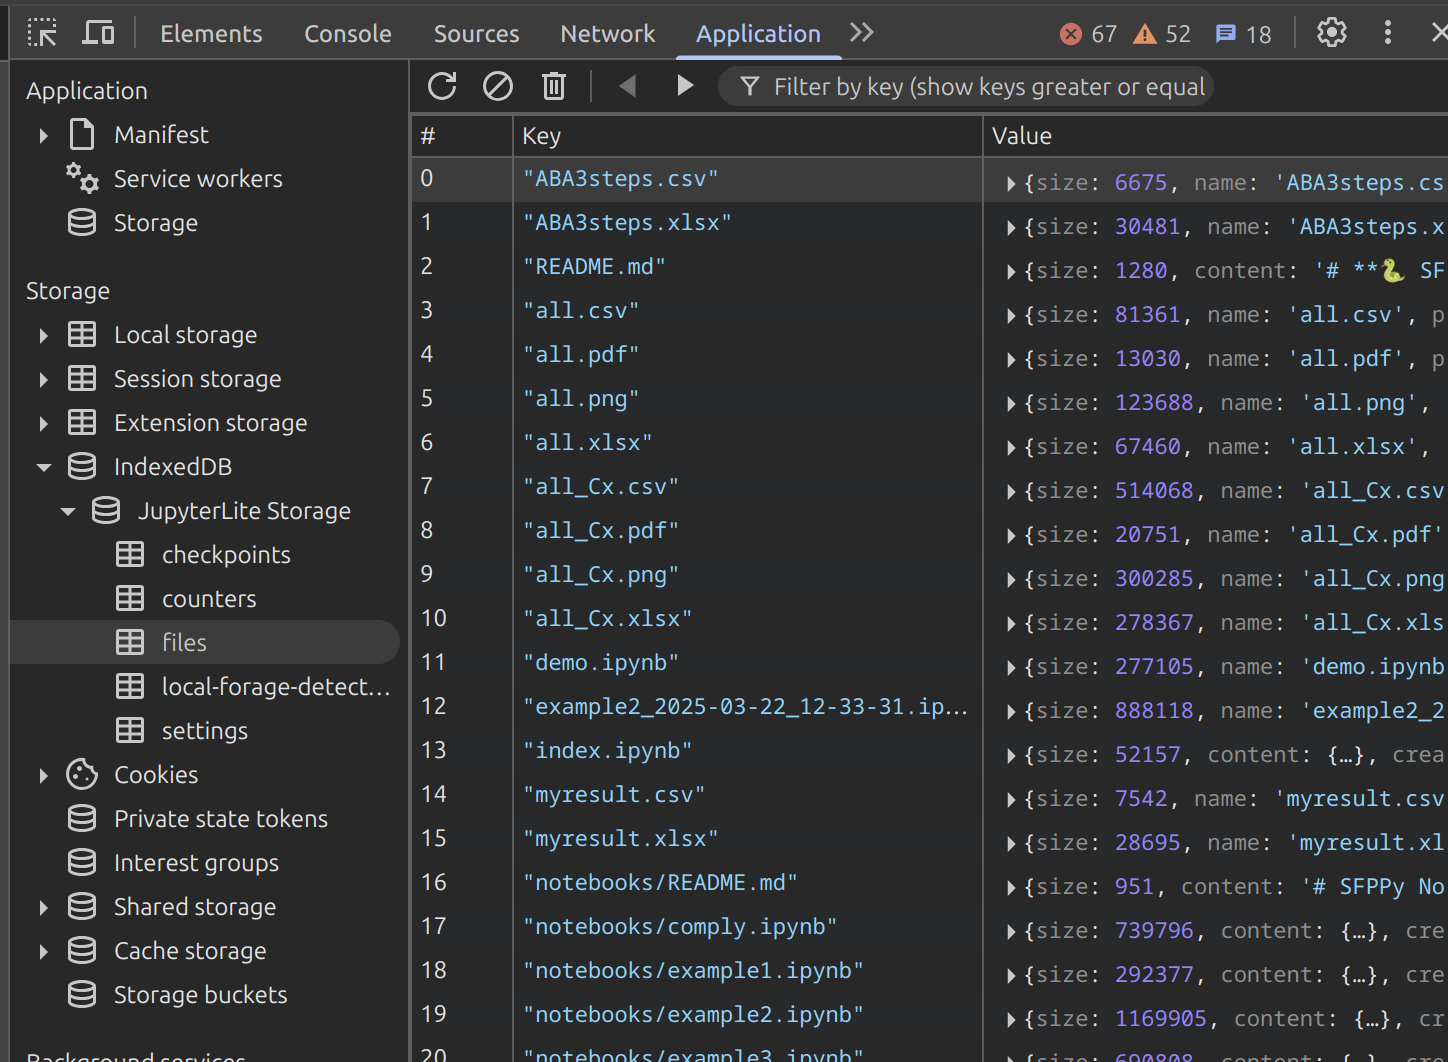 Elements Console Sources Network Application 67 52 18
Application
Manifest
Service workers
Storage
Storage
Local storage
Session storage
Extension storage
IndexedDB
JupyterLite Storage
checkpoints
counters
files
local-forage-detect...
settings
Cookies
Private state tokens
Interest groups
Shared storage
Cache storage
Storage buckets
Background services
Filter by key (show keys greater or equal
# Key Value
0 "ABA3steps.csv" {size: 6675, name: 'ABA3steps.cs
1 "ABA3steps.xlsx" {size: 30481, name: 'ABA3steps.x
2 "README.md" {size: 1280, content: '# **🐍 SF
3 "all.csv" {size: 81361, name: 'all.csv', p
4 "all.pdf" {size: 13030, name: 'all.pdf', p
5 "all.png" {size: 123688, name: 'all.png',
6 "all.xlsx" {size: 67460, name: 'all.xlsx',
7 "all_Cx.csv" {size: 514068, name: 'all_Cx.csv
8 "all_Cx.pdf" {size: 20751, name: 'all_Cx.pdf'
9 "all_Cx.png" {size: 300285, name: 'all_Cx.png
10 "all_Cx.xlsx" {size: 278367, name: 'all_Cx.xls
11 "demo.ipynb" {size: 277105, name: 'demo.ipynb
12 "example2_2025-03-22_12-33-31.ip... {size: 888118, name: 'example2_2
13 "index.ipynb" {size: 52157, content: {…}, crea
14 "myresult.csv" {size: 7542, name: 'myresult.csv
15 "myresult.xlsx" {size: 28695, name: 'myresult.xl
16 "notebooks/README.md" {size: 951, content: '# SFPPy No
17 "notebooks/comply.ipynb" {size: 739796, content: {…}, cre
18 "notebooks/example1.ipynb" {size: 292377, content: {…}, cre
19 "notebooks/example2.ipynb" {size: 1169905, content: {…}, cr
20 "notebooks/example3.ipynb" {size: 690808, content: {…}, cre